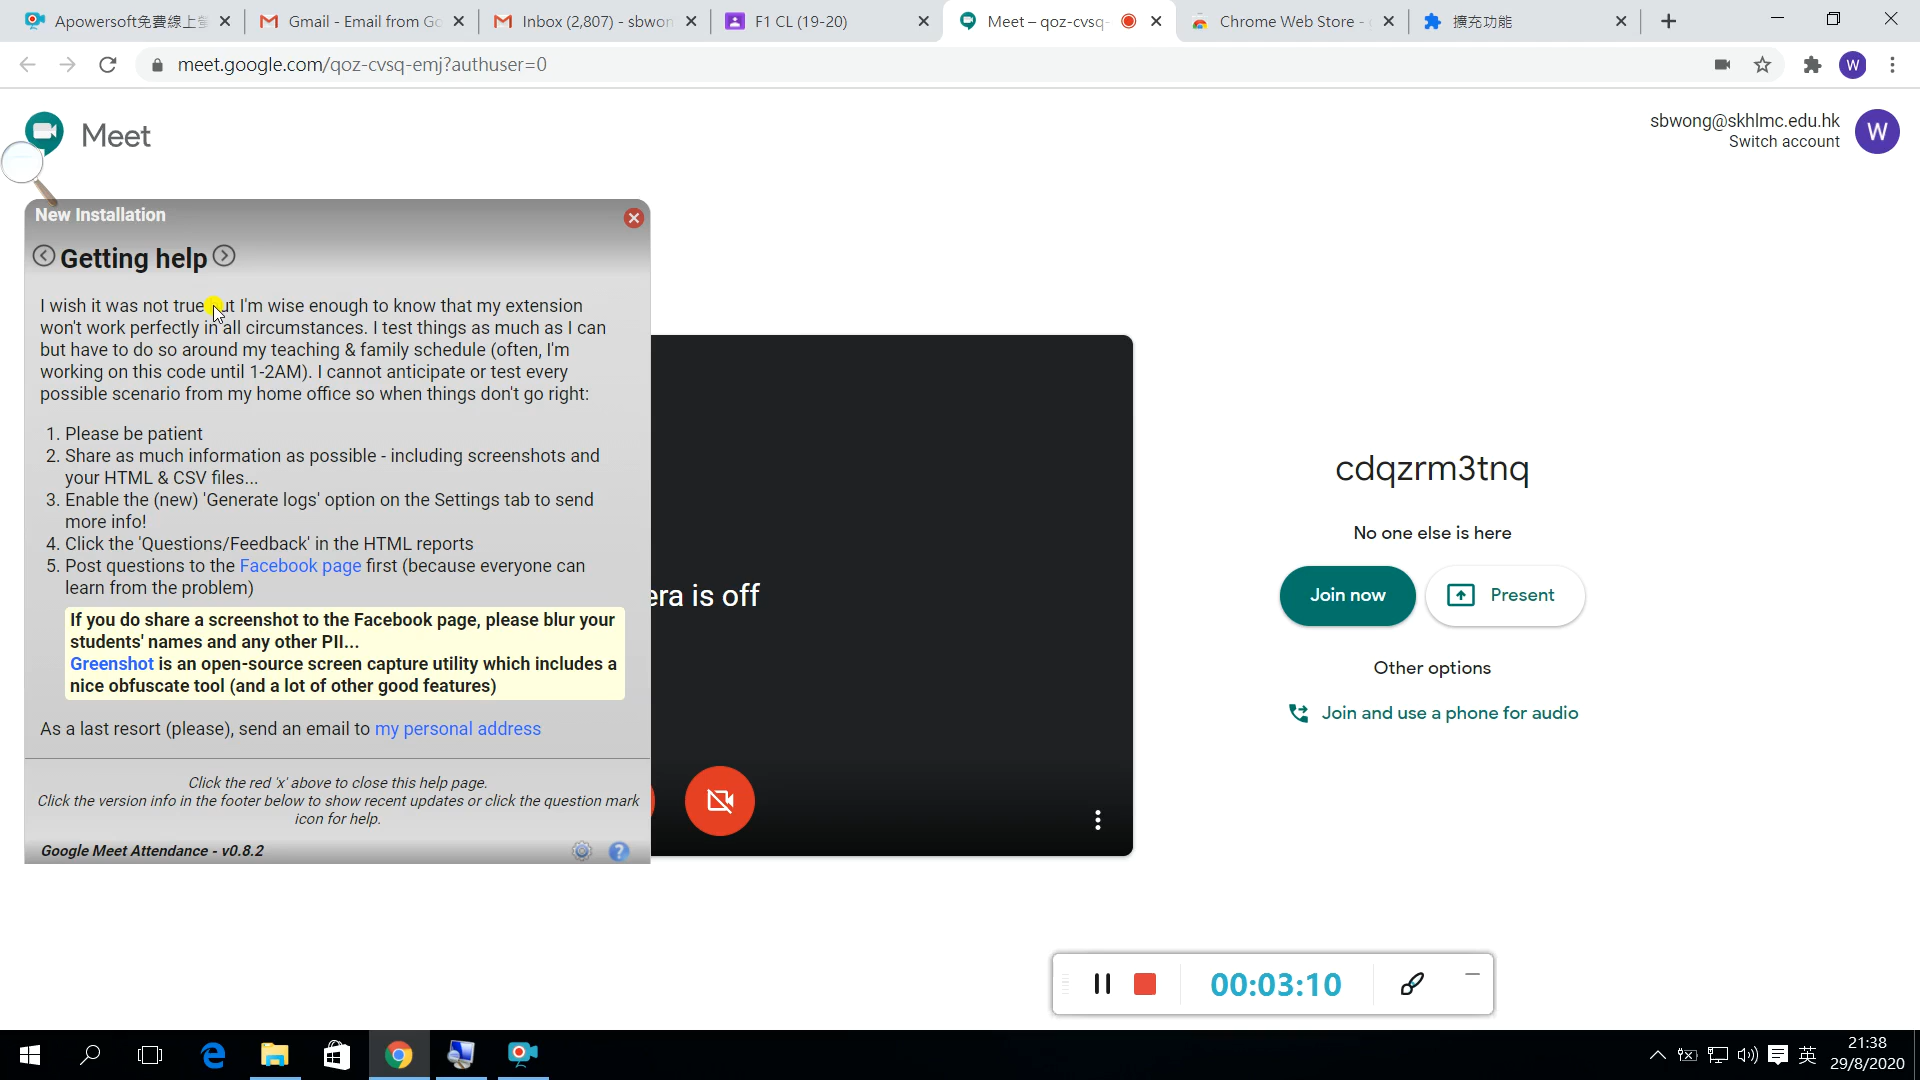 Apowersoft免費線上
Gmail - Email from Go
Inbox (2,807) - sbwon
F1 CL (19-20)
Meet – qoz-cvsq-
Chrome Web Store -
擴充功能
meet.google.com/qoz-cvsq-emj?authuser=0
W
Meet
sbwong@skhlmc.edu.hk
Switch account
W
New Installation
Getting help
I wish it was not true ut I'm wise enough to know that my extension
won't work perfectly in all circumstances. I test things as much as I can
but have to do so around my teaching & family schedule (often, I'm
working on this code until 1-2AM). I cannot anticipate or test every
possible scenario from my home office so when things don't go right:
1. Please be patient
2. Share as much information as possible - including screenshots and
your HTML & CSV files...
3. Enable the (new) 'Generate logs' option on the Settings tab to send
more info!
4. Click the 'Questions/Feedback' in the HTML reports
5. Post questions to the Facebook page first (because everyone can
learn from the problem)
If you do share a screenshot to the Facebook page, please blur your
students' names and any other PII...
Greenshot is an open-source screen capture utility which includes a
nice obfuscate tool (and a lot of other good features)
As a last resort (please), send an email to my personal address
Click the red 'x' above to close this help page.
Click the version info in the footer below to show recent updates or click the question mark
icon for help.
Google Meet Attendance - v0.8.2
era is off
cdqzrm3tnq
No one else is here
Join now
Present
Other options
Join and use a phone for audio
00:03:10
英
21:38
29/8/2020